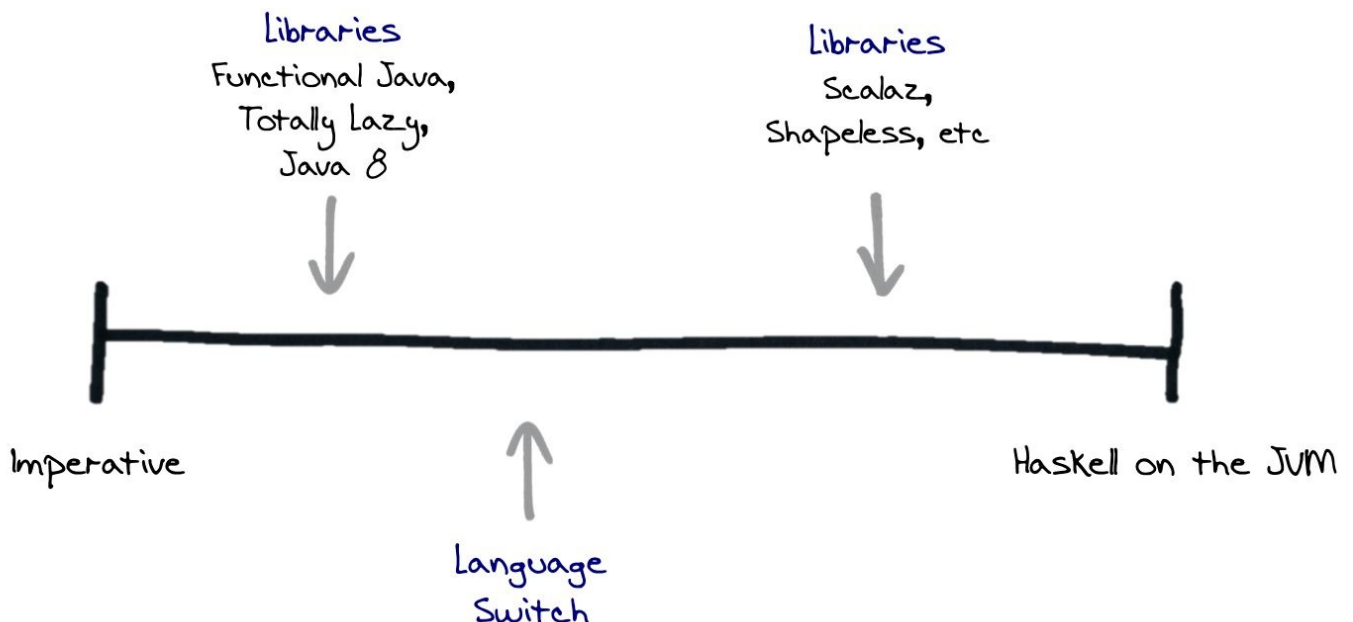 Libraries
Functional Java,
Totally Lazy,
Java 8
Libraries
Scalaz,
Shapeless, etc
Imperative
Haskell on the JVM
Language
Switch